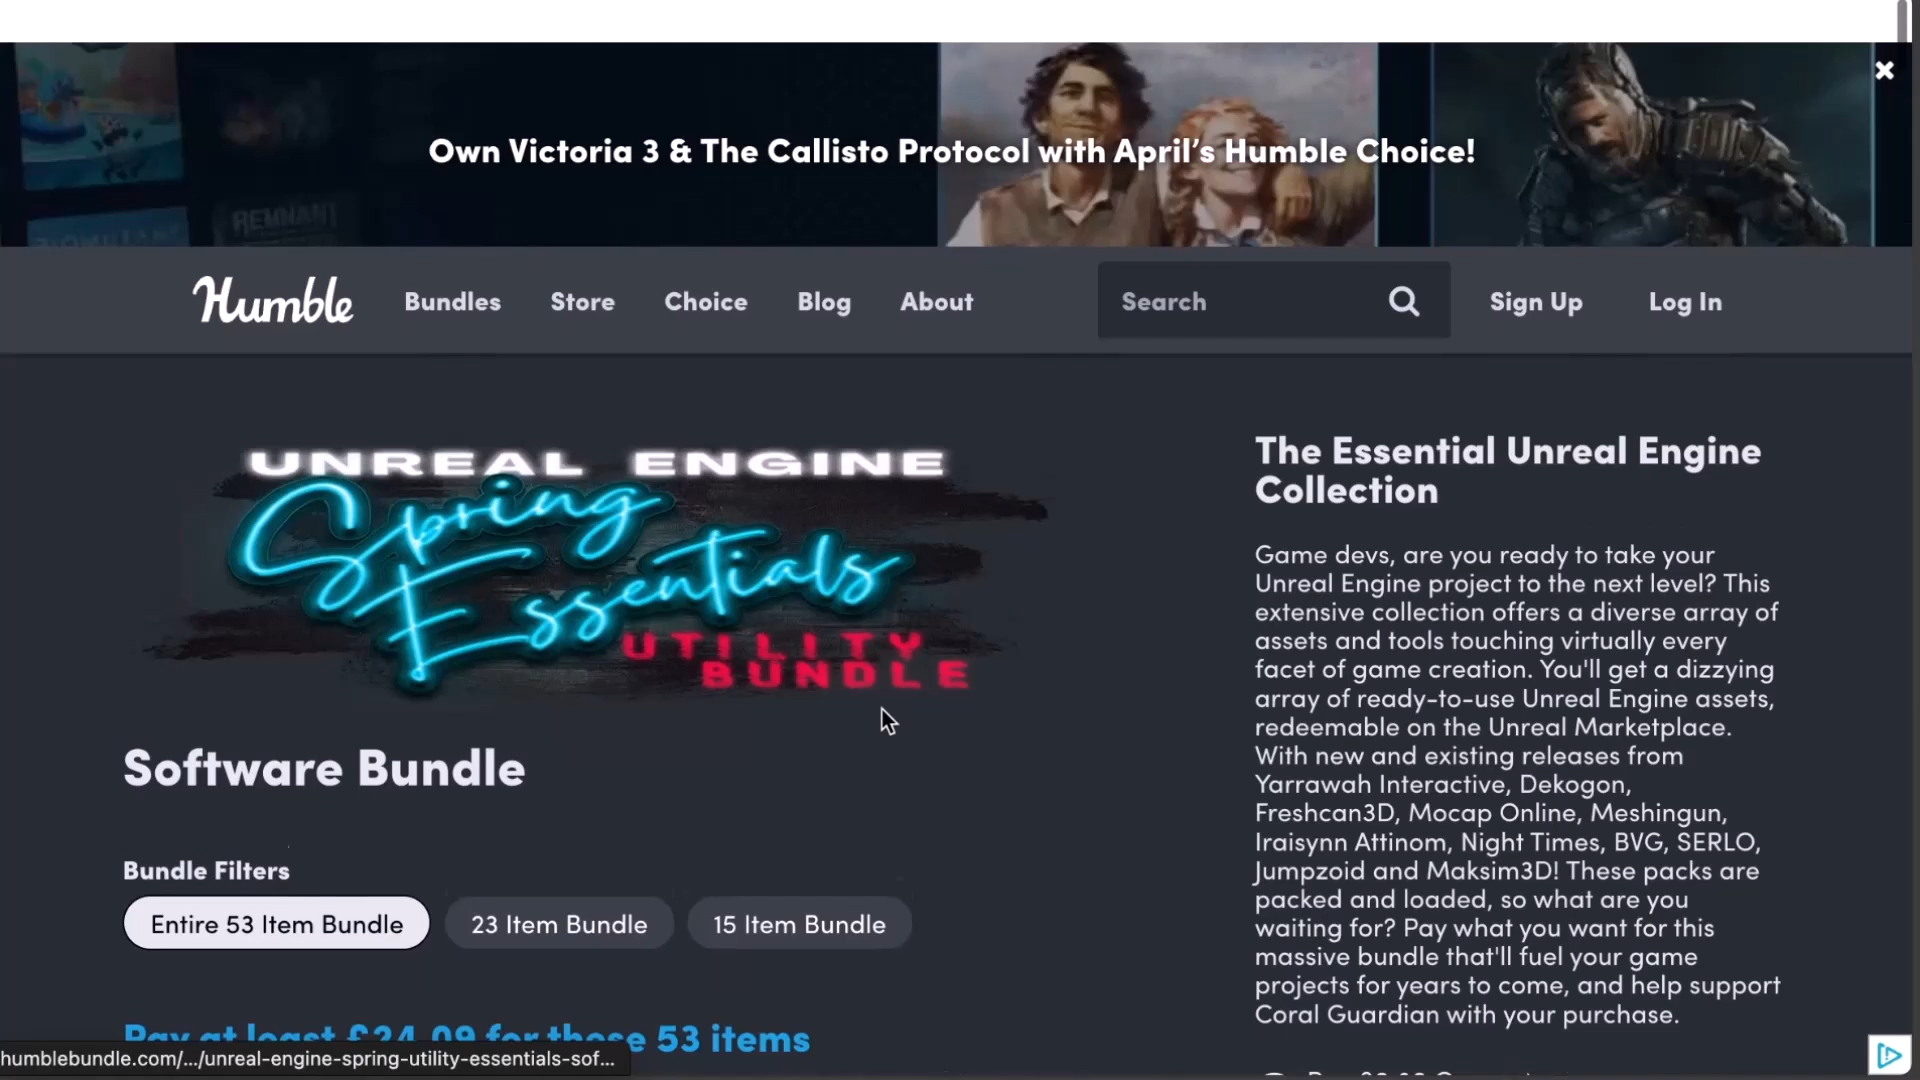 Own Victoria 3 & The Callisto Protocol with April's Humble Choice!
REMNANT
Humble
Bundles
Store
Choice
Blog
About
Search
Sign Up
Log In
UNREAL ENGINE
Spring
Essentials
UTILITY
BUNDLE
The Essential Unreal Engine
Collection
Game devs, are you ready to take your
Unreal Engine project to the next level? This
extensive collection offers a diverse array of
assets and tools touching virtually every
facet of game creation. You'll get a dizzying
array of ready-to-use Unreal Engine assets,
redeemable on the Unreal Marketplace.
With new and existing releases from
Yarrawah Interactive, Dekogon,
Freshcan3D, Mocap Online, Meshingun,
Iraisynn Attinom, Night Times, BVG, SERLO,
Jumpzoid and Maksim3D! These packs are
packed and loaded, so what are you
waiting for? Pay what you want for this
massive bundle that'll fuel your game
projects for years to come, and help support
Coral Guardian with your purchase.
Software Bundle
Bundle Filters
Entire 53 Item Bundle
23 Item Bundle
15 Item Bundle
Pay at least £24.09 for these 53 items
humblebundle.com/.../unreal-engine-spring-utility-essentials-sof...